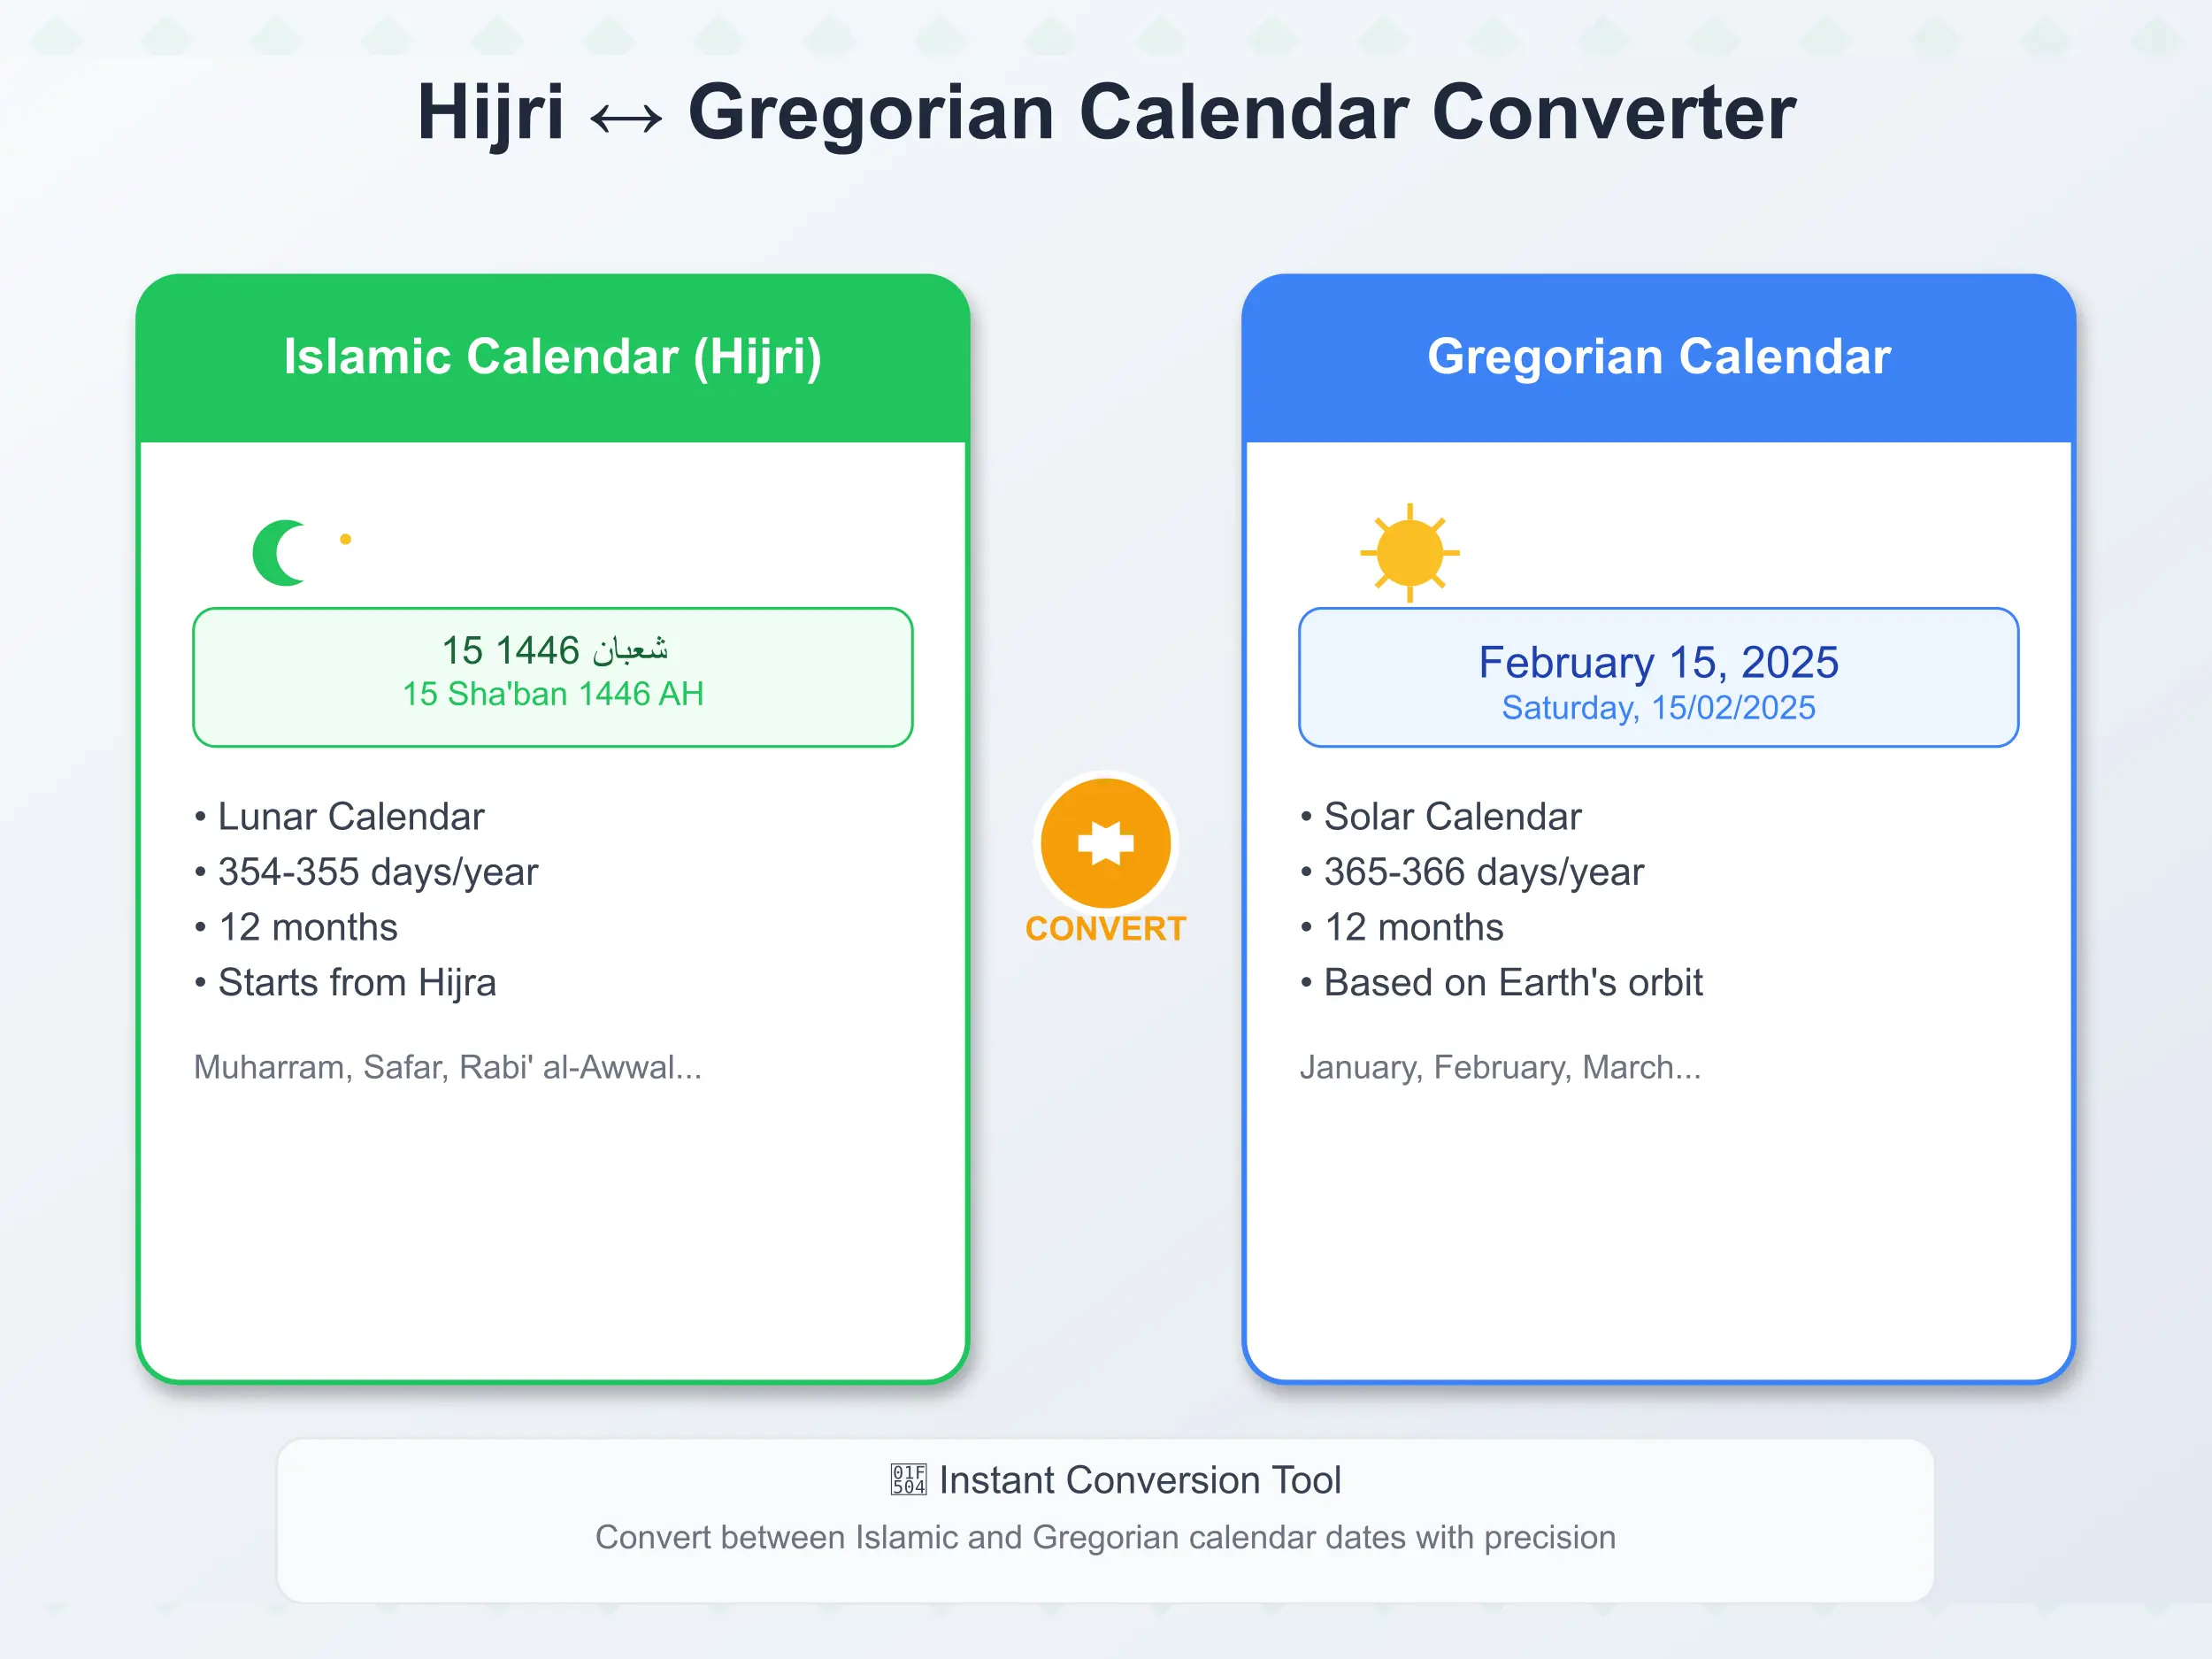 Hijri ↔ Gregorian Calendar Converter
Islamic Calendar (Hijri)
15 شعبان 1446
15 Sha'ban 1446 AH
• Lunar Calendar
• 354-355 days/year
• 12 months
• Starts from Hijra
Muharram, Safar, Rabi' al-Awwal...
CONVERT
Gregorian Calendar
February 15, 2025
Saturday, 15/02/2025
• Solar Calendar
• 365-366 days/year
• 12 months
• Based on Earth's orbit
January, February, March...
Instant Conversion Tool
Convert between Islamic and Gregorian calendar dates with precision